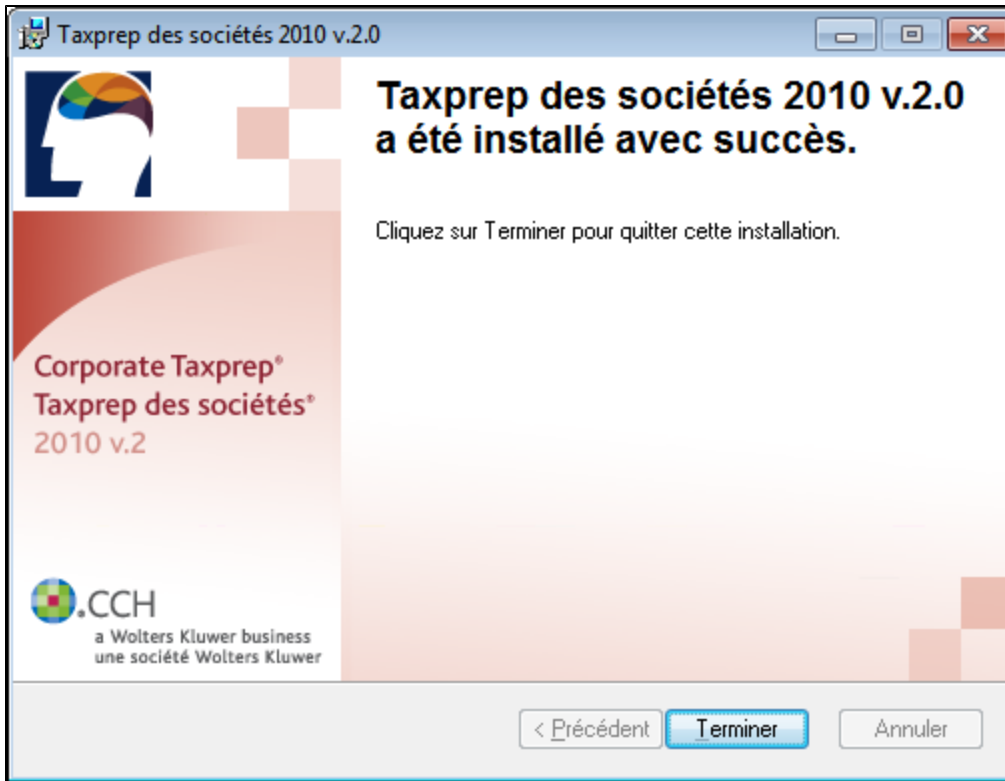 Taxprep des sociétés 2010 v.2.0
Taxprep des sociétés 2010 v.2.0
a été installé avec succès.
Cliquez sur Terminer pour quitter cette installation.
Corporate Taxprep®
Taxprep des sociétés®
2010 v.2
.CCH
a Wolters Kluwer business
une société Wolters Kluwer
< Précédent
Terminer
Annuler